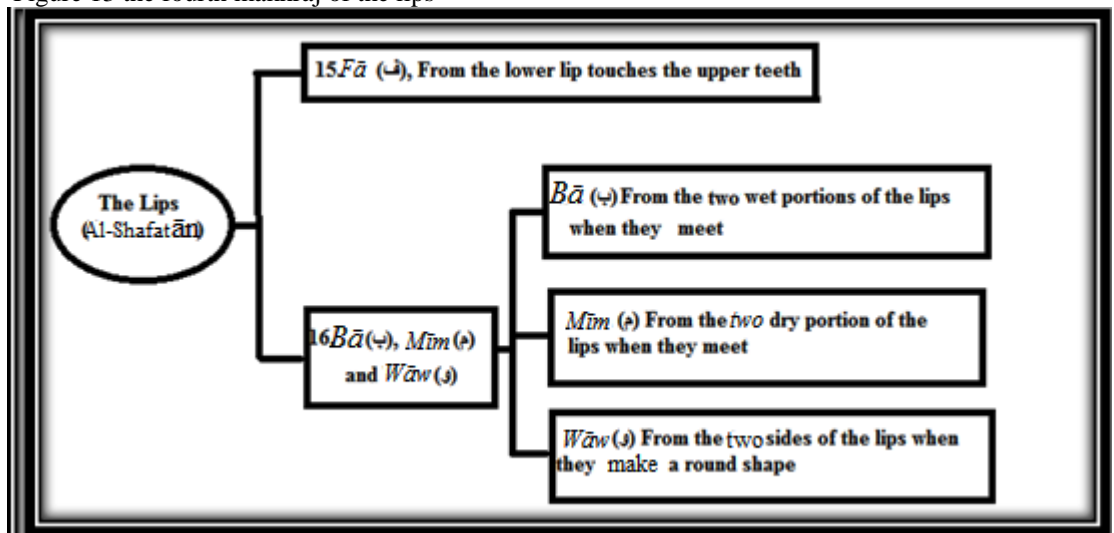 Figure 15 the fourth makhraj of the lips
15Fā (ف), From the lower lip touches the upper teeth
The Lips
(Al-Shafatān)
16Bā(ب), Mīm(م)
and Wāw(و)
Bā (ب) From the two wet portions of the lips
when they meet
Mīm (م) From the two dry portion of the
lips when they meet
Wāw(و) From the two sides of the lips when
they make a round shape